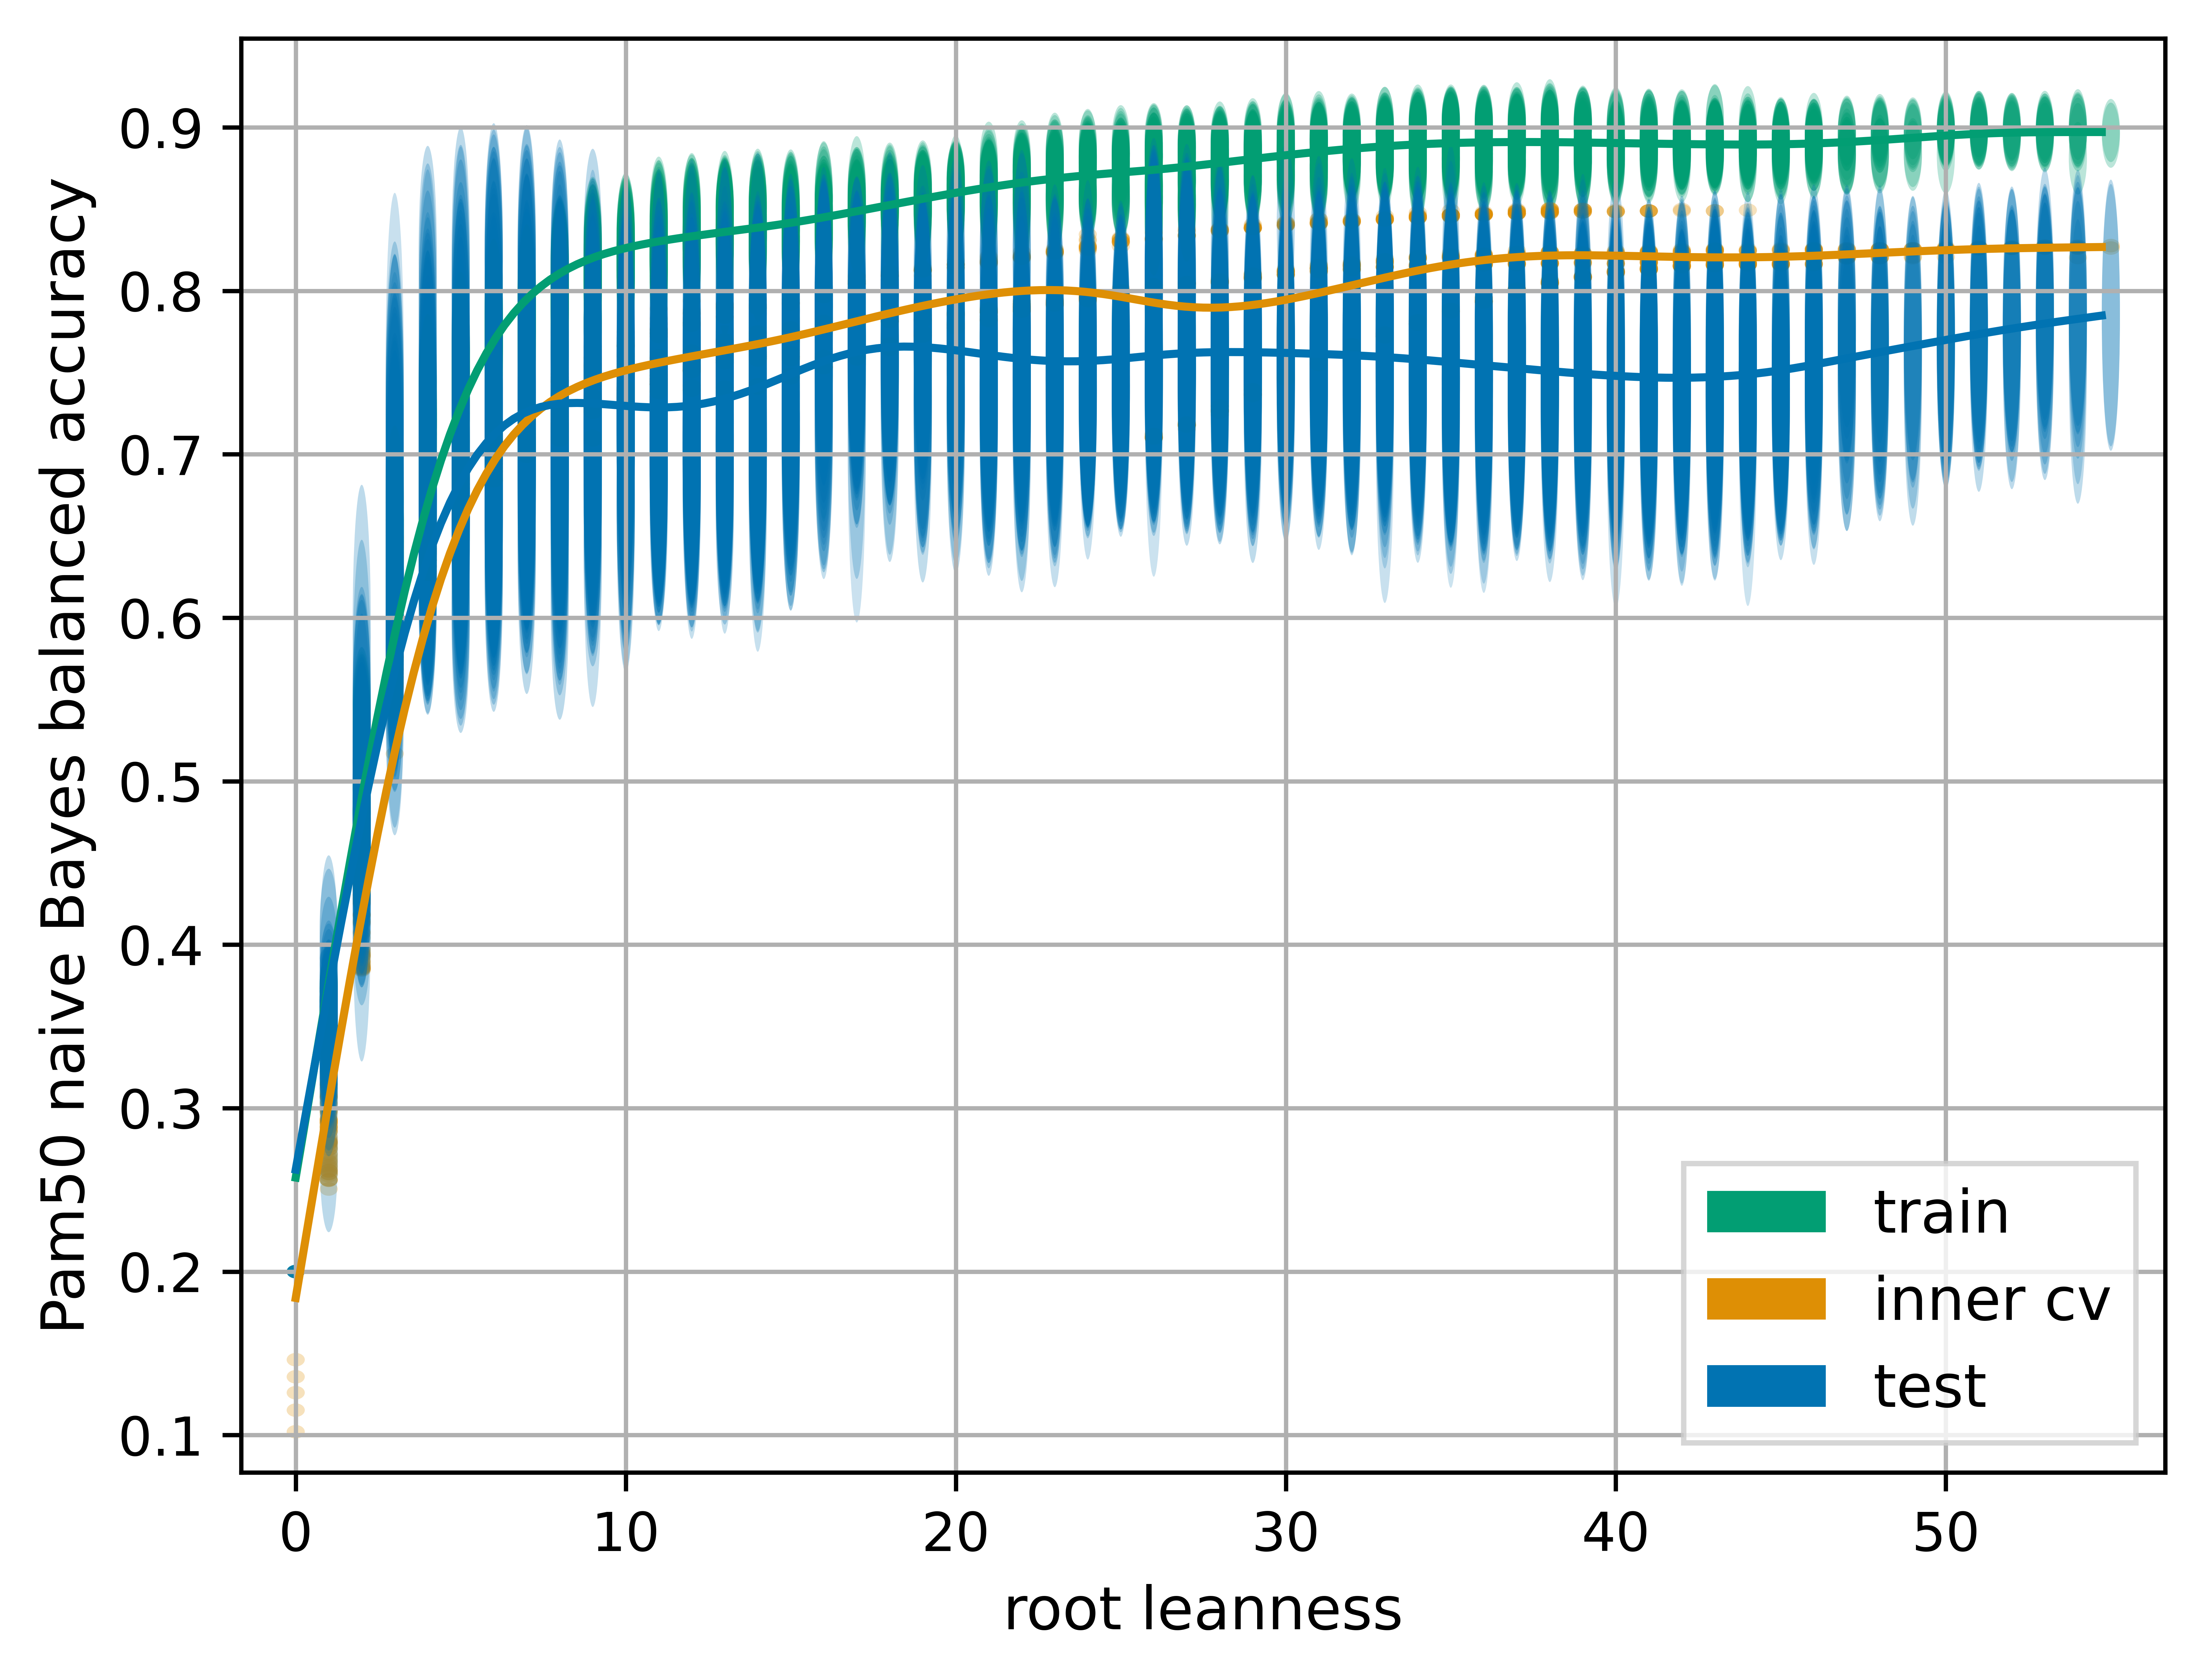 Pam50 naive Bayes balanced accuracy
0.9
0.8
0.7
0.6
0.5
0.4
0.3
0.2
0.1
0 10 20 30 40 50
root leanness
train
inner cv
test